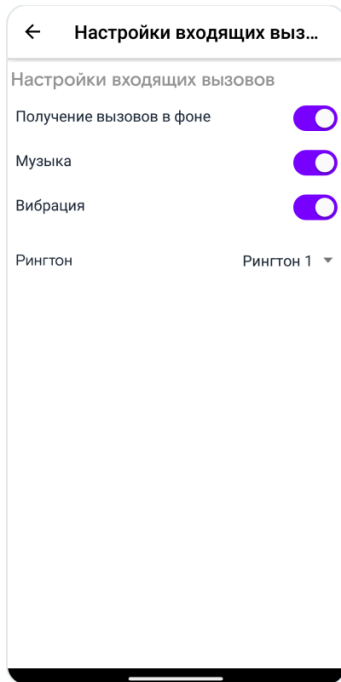 Настройки входящих выз...
Настройки входящих вызовов
Получение вызовов в фоне
Музыка
Вибрация
Рингтон Рингтон 1